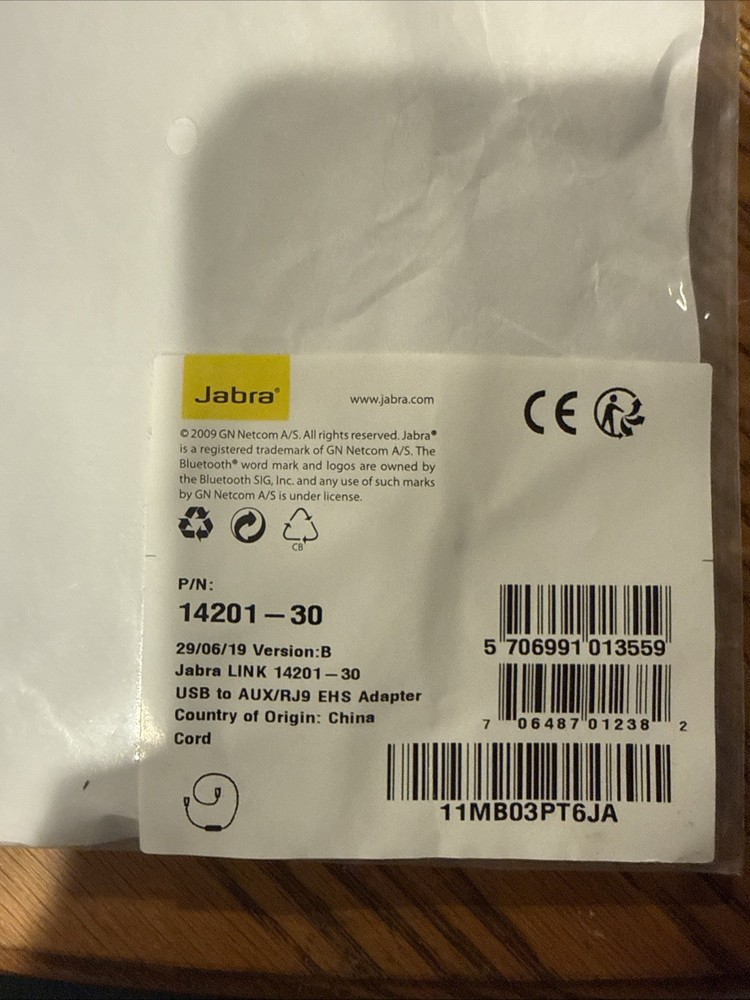 Jabra®
www.jabra.com
CE
© 2009 GN Netcom A/S. All rights reserved. Jabra®
is a registered trademark of GN Netcom A/S. The
Bluetooth® word mark and logos are owned by
the Bluetooth SIG, Inc. and any use of such marks
by GN Netcom A/S is under license.
CB
P/N:
14201-30
29/06/19 Version:B
Jabra LINK 14201-30
USB to AUX/RJ9 EHS Adapter
Country of Origin: China
Cord
5 706991 013559
7 06487 01238 2
11MB03PT6JA